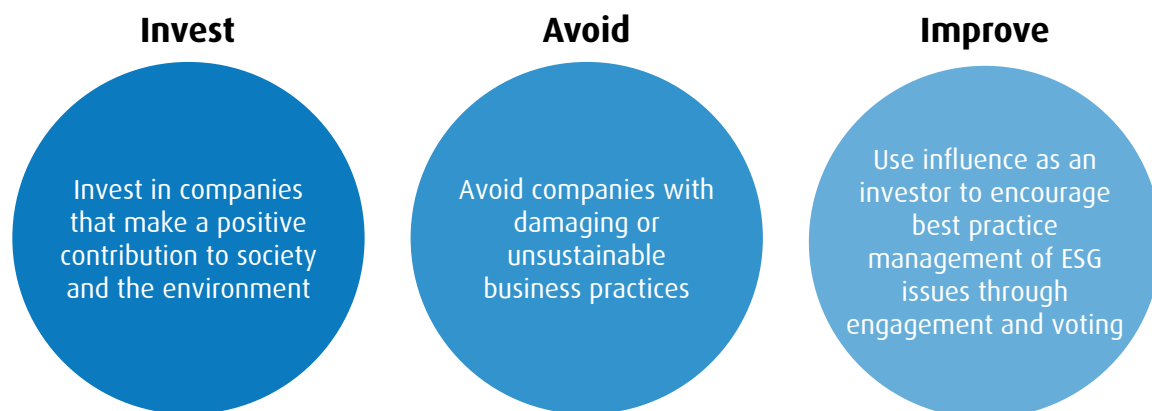 Invest
Invest in companies
that make a positive
contribution to society
and the environment
Avoid
Avoid companies with
damaging or
unsustainable
business practices
Improve
Use influence as an
investor to encourage
best practice
management of ESG
issues through
engagement and voting